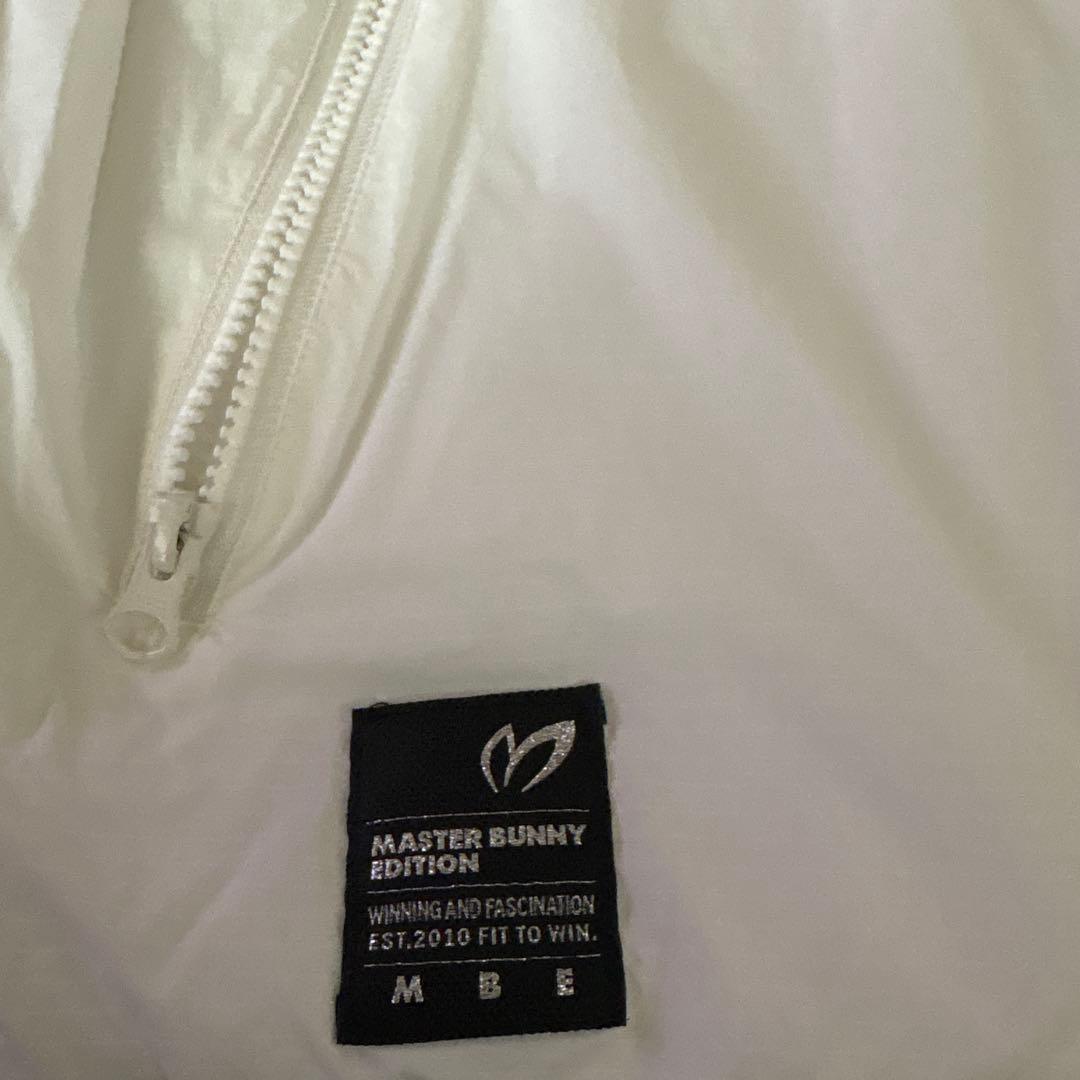 MASTER BUNNY
EDITION
WINNING AND FASCINATION
EST.2010 FIT TO WIN.
M B E